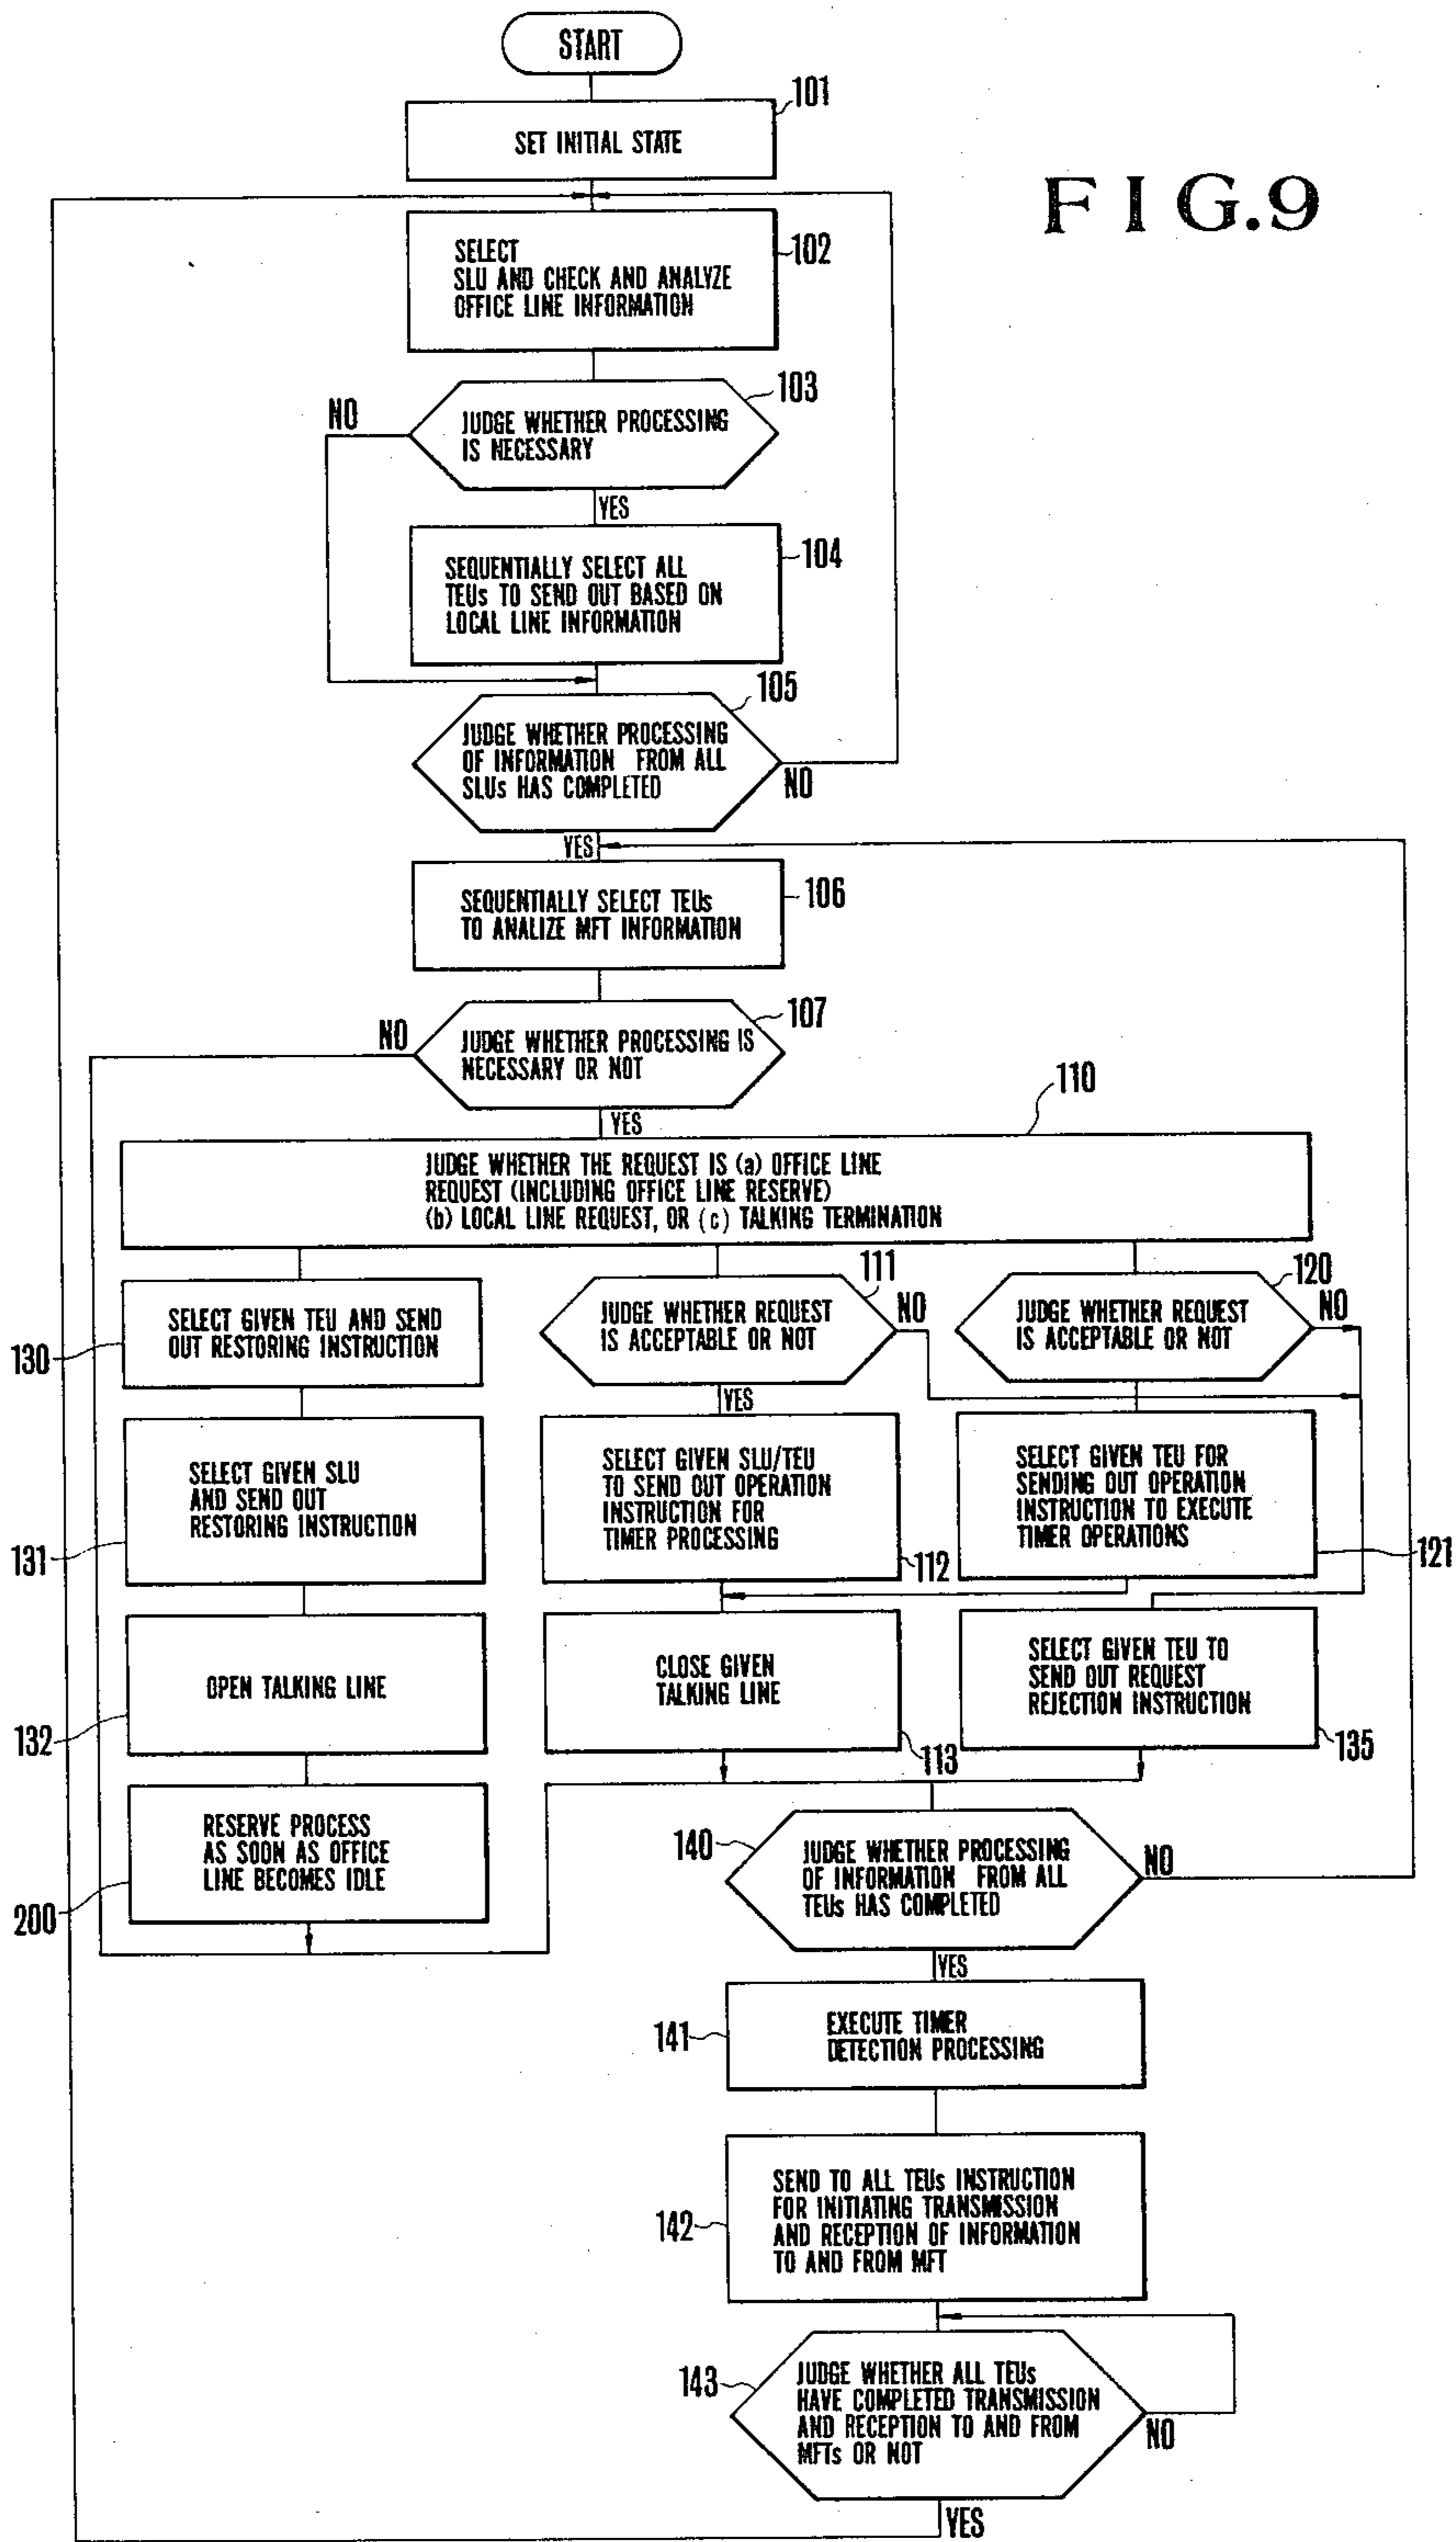 START
101
SET INITIAL STATE
FIG.9
102
SELECT
SLU AND CHECK AND ANALYZE
OFFICE LINE INFORMATION
103
NO
JUDGE WHETHER PROCESSING
IS NECESSARY
YES
104
SEQUENTIALLY SELECT ALL
TEUs TO SEND OUT BASED ON
LOCAL LINE INFORMATION
105
JUDGE WHETHER PROCESSING
OF INFORMATION FROM ALL
SLUs HAS COMPLETED
NO
YES
106
SEQUENTIALLY SELECT TEUs
TO ANALIZE MFT INFORMATION
107
NO
JUDGE WHETHER PROCESSING IS
NECESSARY OR NOT
YES
110
JUDGE WHETHER THE REQUEST IS (a) OFFICE LINE
REQUEST (INCLUDING OFFICE LINE RESERVE)
(b) LOCAL LINE REQUEST, OR (c) TALKING TERMINATION
SELECT GIVEN TEU AND SEND
OUT RESTORING INSTRUCTION
130
111
JUDGE WHETHER REQUEST
IS ACCEPTABLE OR NOT
NO
YES
120
JUDGE WHETHER REQUEST
IS ACCEPTABLE OR NOT
NO
SELECT GIVEN SLU
AND SEND OUT
RESTORING INSTRUCTION
131
SELECT GIVEN SLU/TEU
TO SEND OUT OPERATION
INSTRUCTION FOR
TIMER PROCESSING
112
SELECT GIVEN TEU FOR
SENDING OUT OPERATION
INSTRUCTION TO EXECUTE
TIMER OPERATIONS
121
OPEN TALKING LINE
132
CLOSE GIVEN
TALKING LINE
113
SELECT GIVEN TEU TO
SEND OUT REQUEST
REJECTION INSTRUCTION
135
RESERVE PROCESS
AS SOON AS OFFICE
LINE BECOMES IDLE
200
140
JUDGE WHETHER PROCESSING
OF INFORMATION FROM ALL
TEUs HAS COMPLETED
NO
YES
141
EXECUTE TIMER
DETECTION PROCESSING
142
SEND TO ALL TEUs INSTRUCTION
FOR INITIATING TRANSMISSION
AND RECEPTION OF INFORMATION
TO AND FROM MFT
143
JUDGE WHETHER ALL TEUs
HAVE COMPLETED TRANSMISSION
AND RECEPTION TO AND FROM
MFTs OR NOT
NO
YES